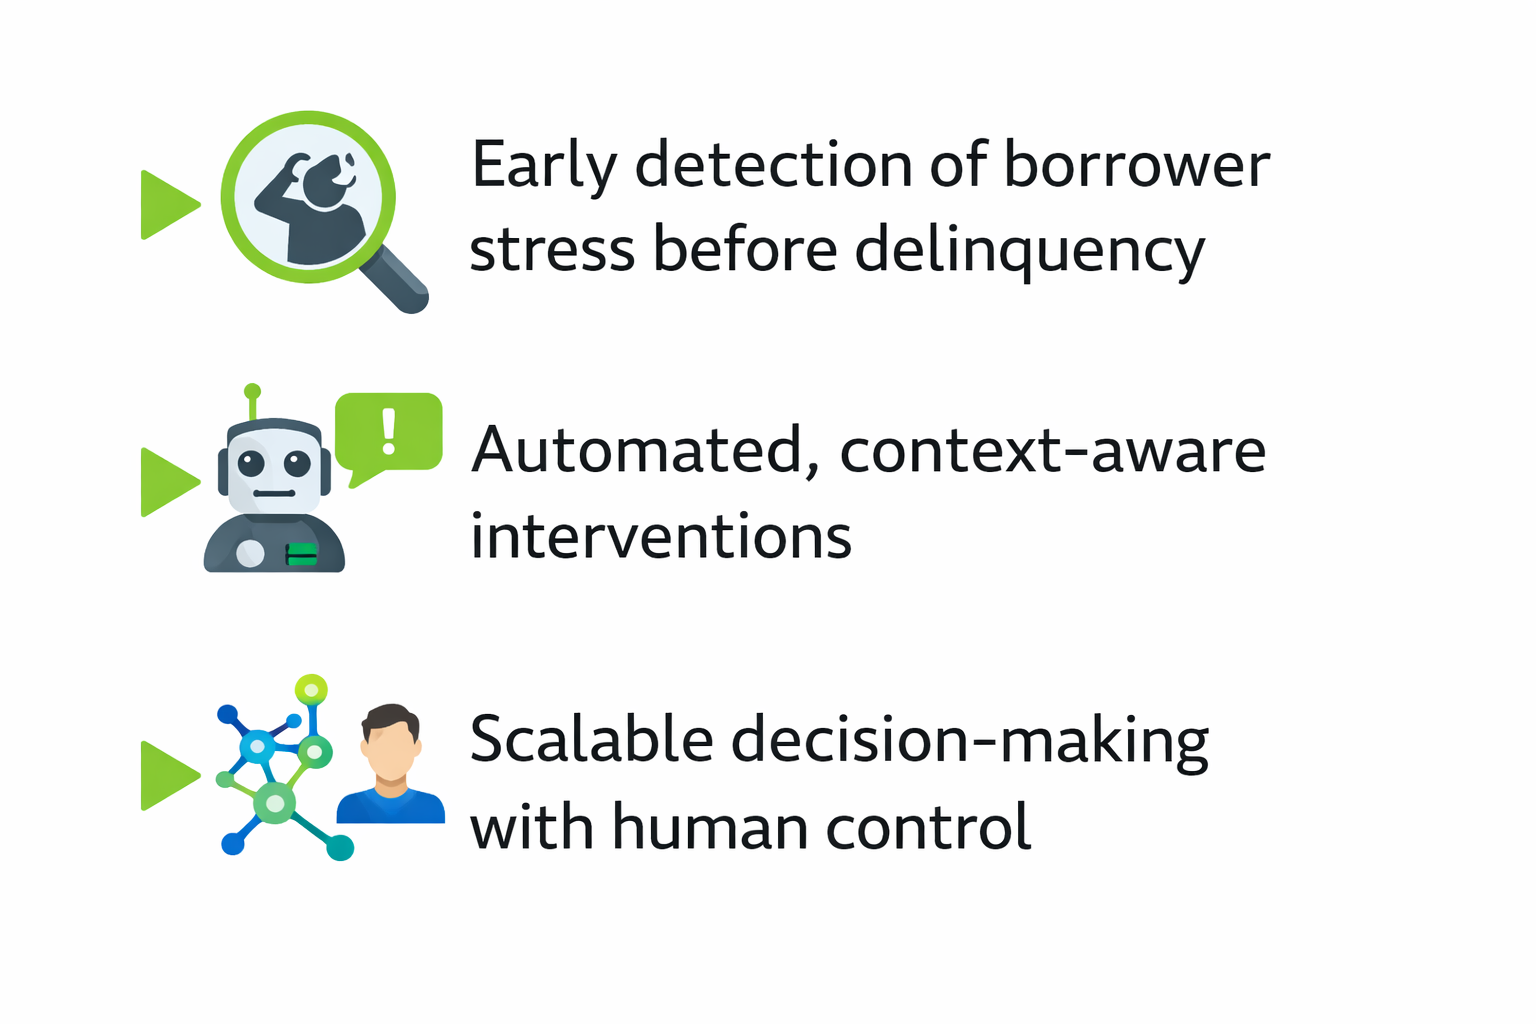 Early detection of borrower
stress before delinquency
!
Automated, context-aware
interventions
Scalable decision-making
with human control